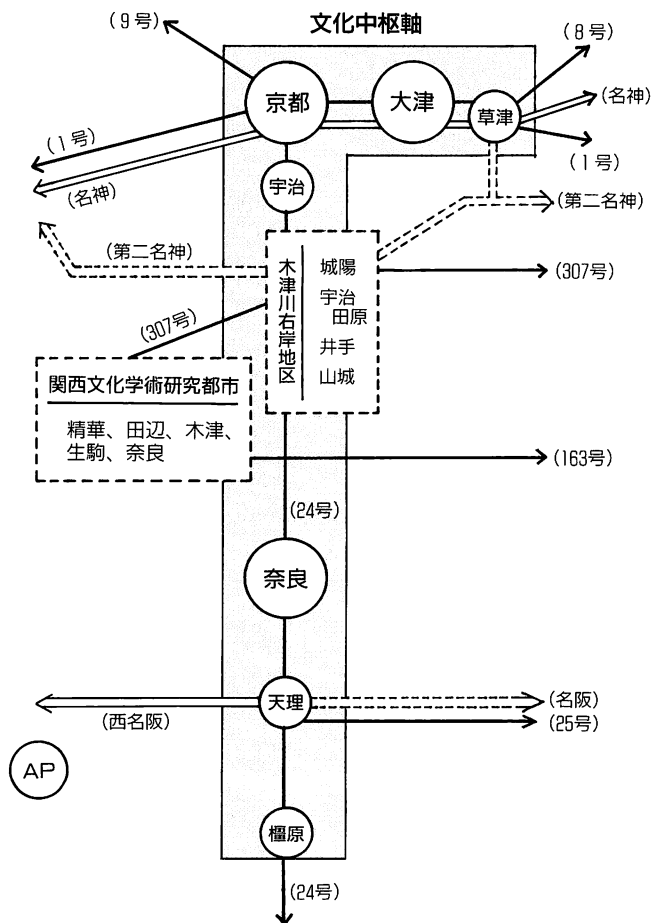 文化中枢軸
(9号)
(8号)
京都
大津
草津
(名神)
(1号)
(1号)
(名神)
宇治
(第二名神)
(第二名神)
木津川右岸地区
城陽
宇治
田原
井手
山城
(307号)
(307号)
関西文化学術研究都市
精華、田辺、木津、
生駒、奈良
(163号)
(24号)
奈良
天理
(西名阪)
(名阪)
(25号)
AP
橿原
(24号)